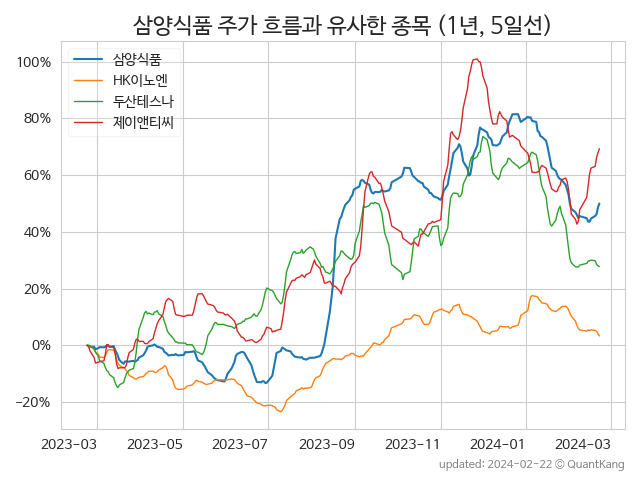 삼양식품 주가 흐름과 유사한 종목 (1년, 5일선)
삼양식품
HK이노엔
두산테스나
제이앤티씨
100%
80%
60%
40%
20%
0%
−20%
2023-03 2023-05 2023-07 2023-09 2023-11 2024-01 2024-03
updated: 2024-02-22 © QuantKang